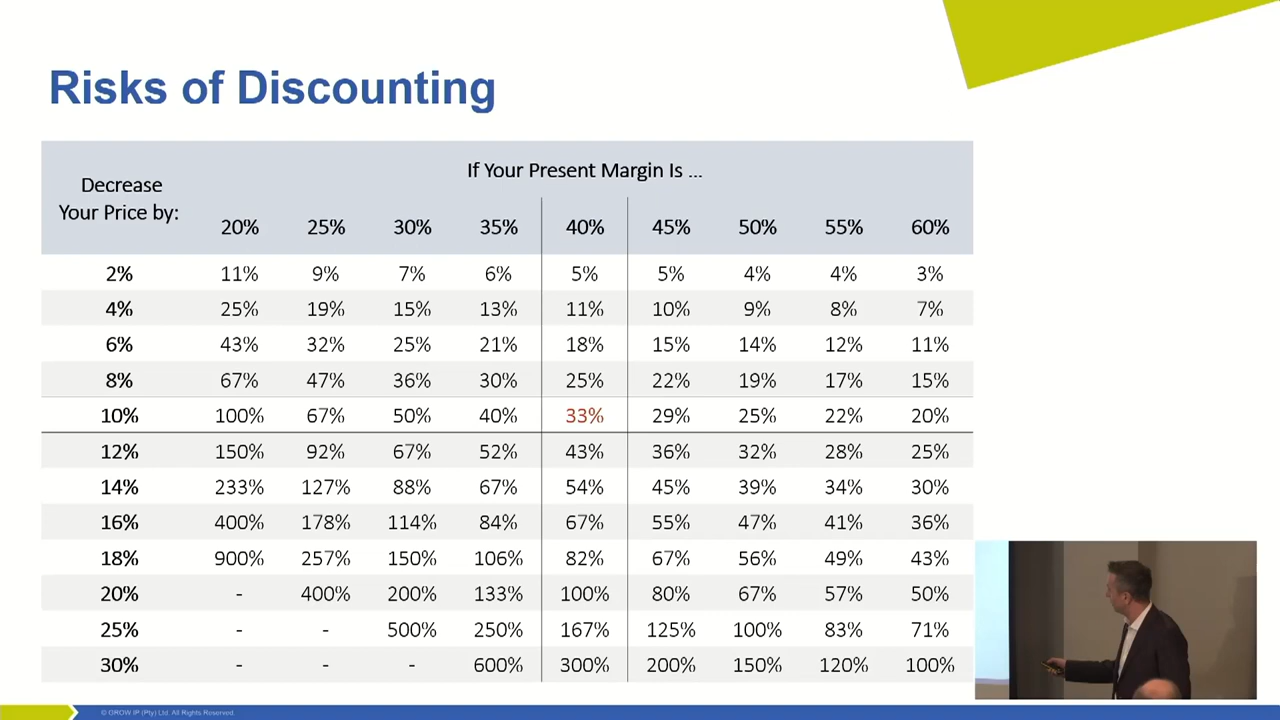 Risks of Discounting
If Your Present Margin Is ...
Decrease
Your Price by:
20% 25% 30% 35% 40% 45% 50% 55% 60%
2% 11% 9% 7% 6% 5% 5% 4% 4% 3%
4% 25% 19% 15% 13% 11% 10% 9% 8% 7%
6% 43% 32% 25% 21% 18% 15% 14% 12% 11%
8% 67% 47% 36% 30% 25% 22% 19% 17% 15%
10% 100% 67% 50% 40% 33% 29% 25% 22% 20%
12% 150% 92% 67% 52% 43% 36% 32% 28% 25%
14% 233% 127% 88% 67% 54% 45% 39% 34% 30%
16% 400% 178% 114% 84% 67% 55% 47% 41% 36%
18% 900% 257% 150% 106% 82% 67% 56% 49% 43%
20% - 400% 200% 133% 100% 80% 67% 57% 50%
25% - - 500% 250% 167% 125% 100% 83% 71%
30% - - - 600% 300% 200% 150% 120% 100%
© GROW IP (Pty) Ltd. All Rights Reserved.